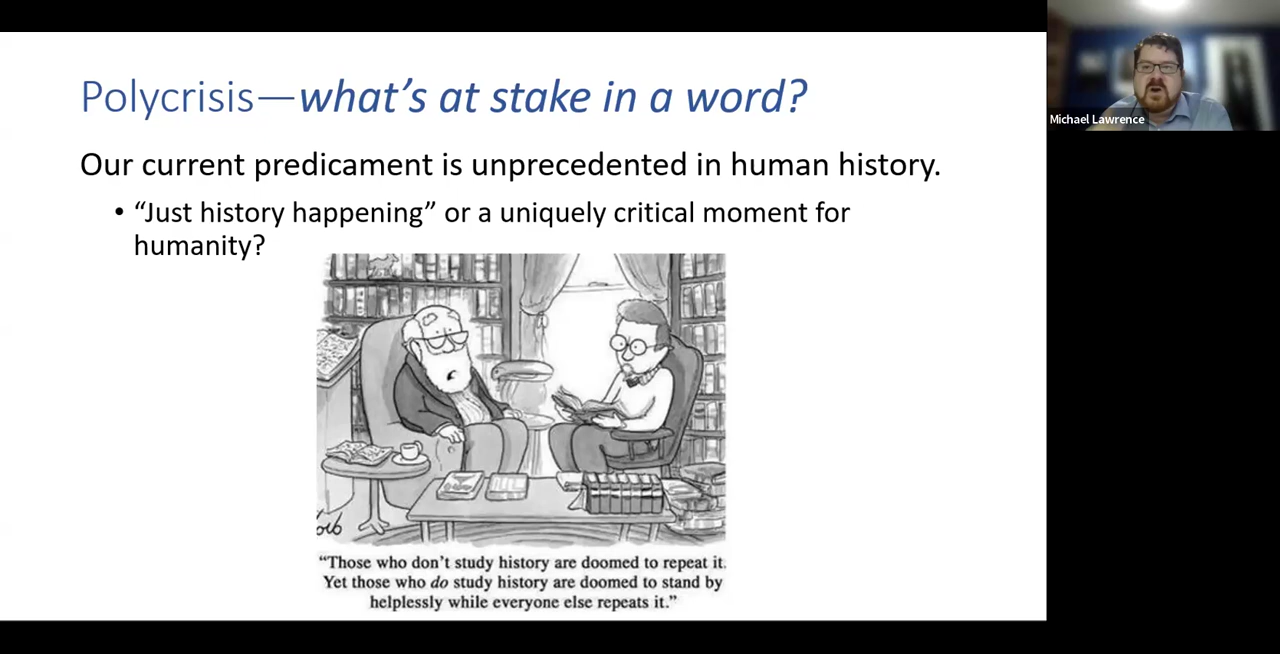 Polycrisis—what's at stake in a word?
Our current predicament is unprecedented in human history.
• “Just history happening” or a uniquely critical moment for
humanity?
“Those who don't study history are doomed to repeat it.
Yet those who do study history are doomed to stand by
helplessly while everyone else repeats it.”
Michael Lawrence